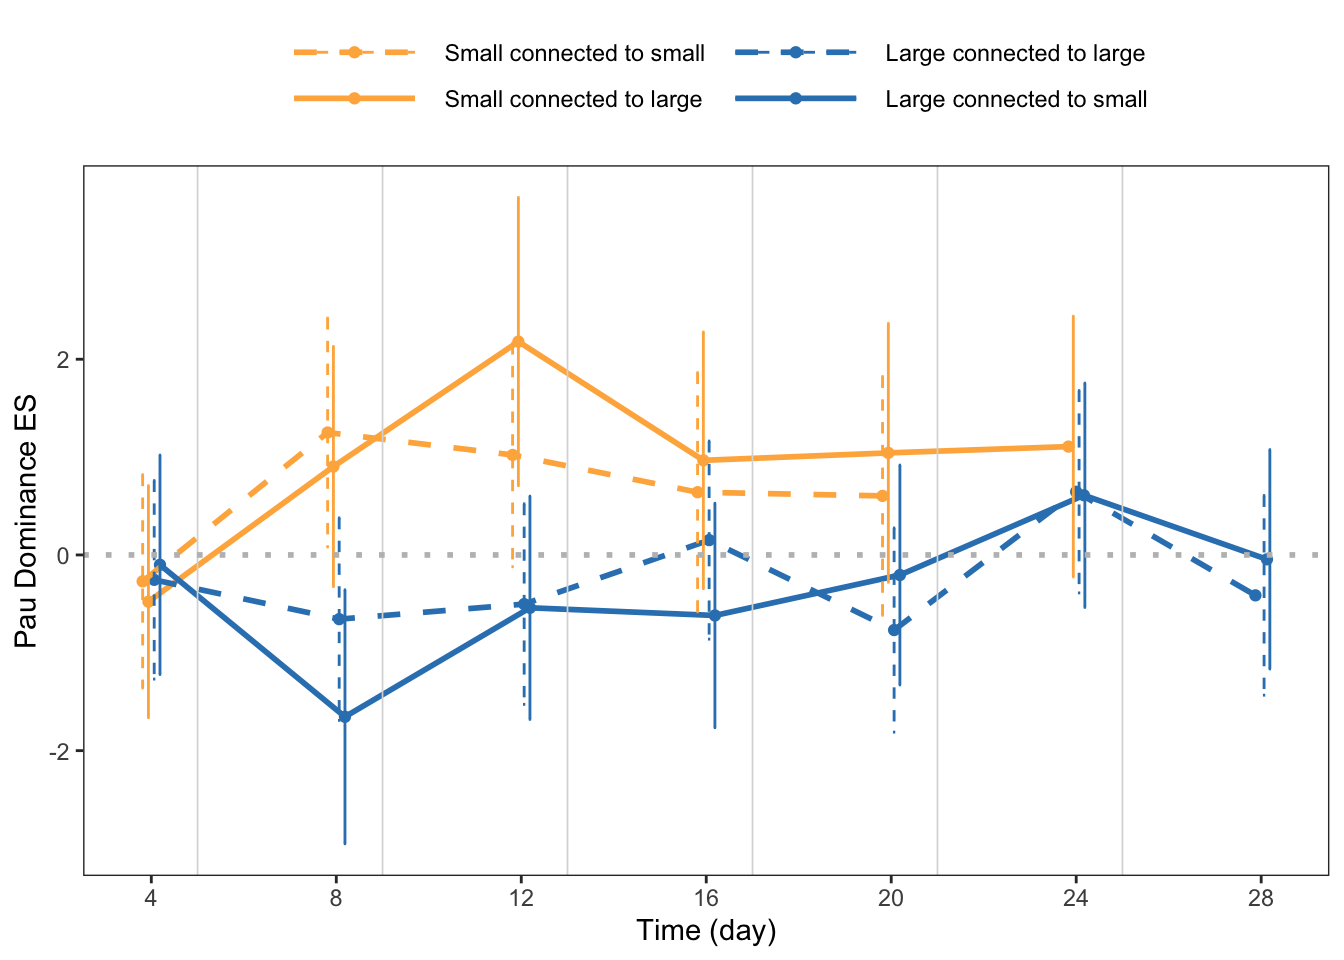 Small connected to small
Large connected to large
Small connected to large
Large connected to small
Pau Dominance ES
2
0
-2
4
8
12
16
20
24
28
Time (day)